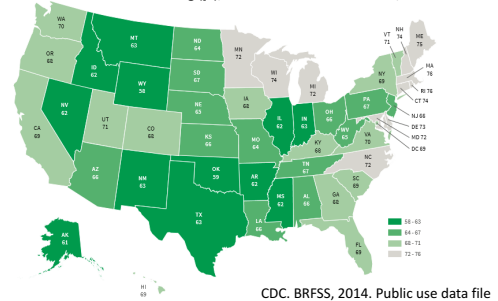 WA
70
OR
68
CA
69
NV
62
ID
62
MT
63
WY
58
UT
71
AZ
66
CO
68
NM
63
ND
64
SD
67
NE
65
KS
66
OK
59
TX
63
MN
72
IA
68
MO
64
AR
62
LA
66
WI
74
IL
62
MS
63
MI
72
IN
63
KY
68
TN
67
AL
66
OH
66
WV
65
GA
68
FL
69
SC
69
NC
72
VA
70
PA
67
NY
69
VT
71
NH
74
ME
76
MA
76
RI 76
CT 74
NJ 66
DE 73
MD 72
DC 69
AK
61
HI
69
58 - 63
64 - 67
68 - 71
72 - 76
CDC. BRFSS, 2014. Public use data file